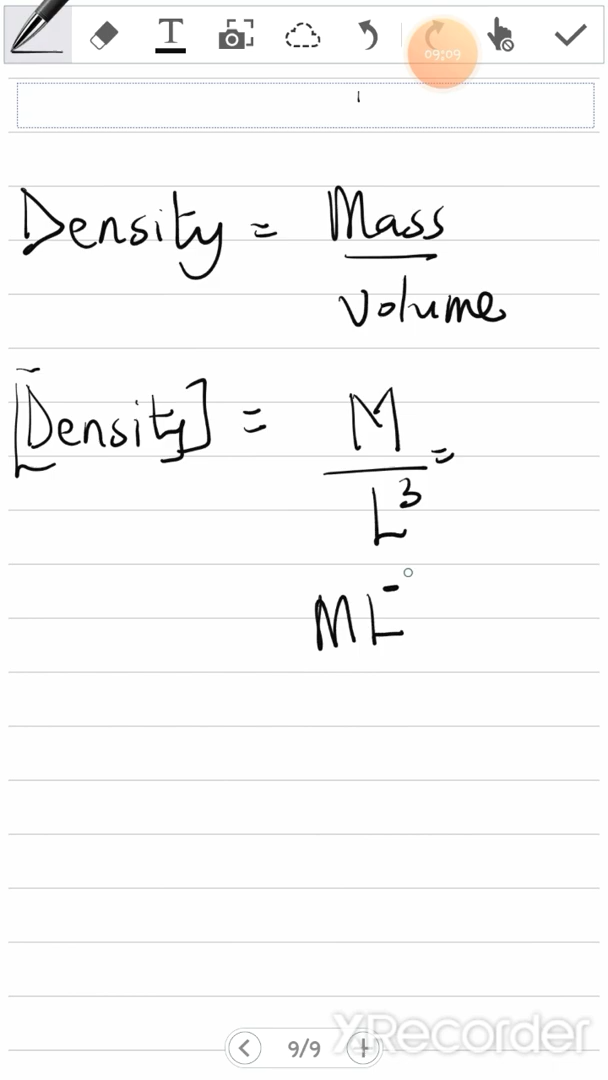 T
09:09
Density = Mass
volume
[Density] = M =
L³
ML⁻
9/9
XRecorder